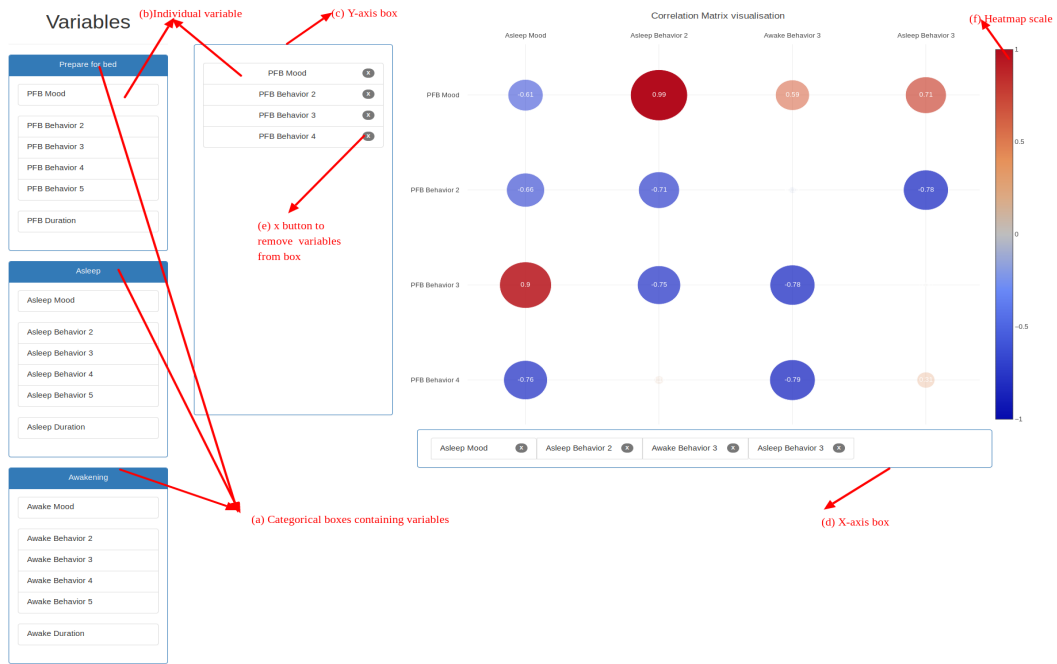 Variables
(b)Individual variable
(c) Y-axis box
Correlation Matrix visualisation
(f) Heatmap scale
Prepare for bed
PFB Mood
PFB Behavior 2
PFB Behavior 3
PFB Behavior 4
PFB Behavior 5
PFB Duration
Asleep
Asleep Mood
Asleep Behavior 2
Asleep Behavior 3
Asleep Behavior 4
Asleep Behavior 5
Asleep Duration
Awakening
Awake Mood
Awake Behavior 2
Awake Behavior 3
Awake Behavior 4
Awake Behavior 5
Awake Duration
PFB Mood x
PFB Behavior 2 x
PFB Behavior 3 x
PFB Behavior 4 x
(e) x button to
remove variables
from box
(a) Categorical boxes containing variables
Asleep Mood Asleep Behavior 2 Awake Behavior 3 Asleep Behavior 3
PFB Mood -0.61 0.99 0.59 0.71
PFB Behavior 2 -0.66 -0.71 -0.78
PFB Behavior 3 0.9 -0.75 -0.78
PFB Behavior 4 -0.76 -0.79
1
0.5
0
−0.5
−1
Asleep Mood x Asleep Behavior 2 x Awake Behavior 3 x Asleep Behavior 3 x
(d) X-axis box